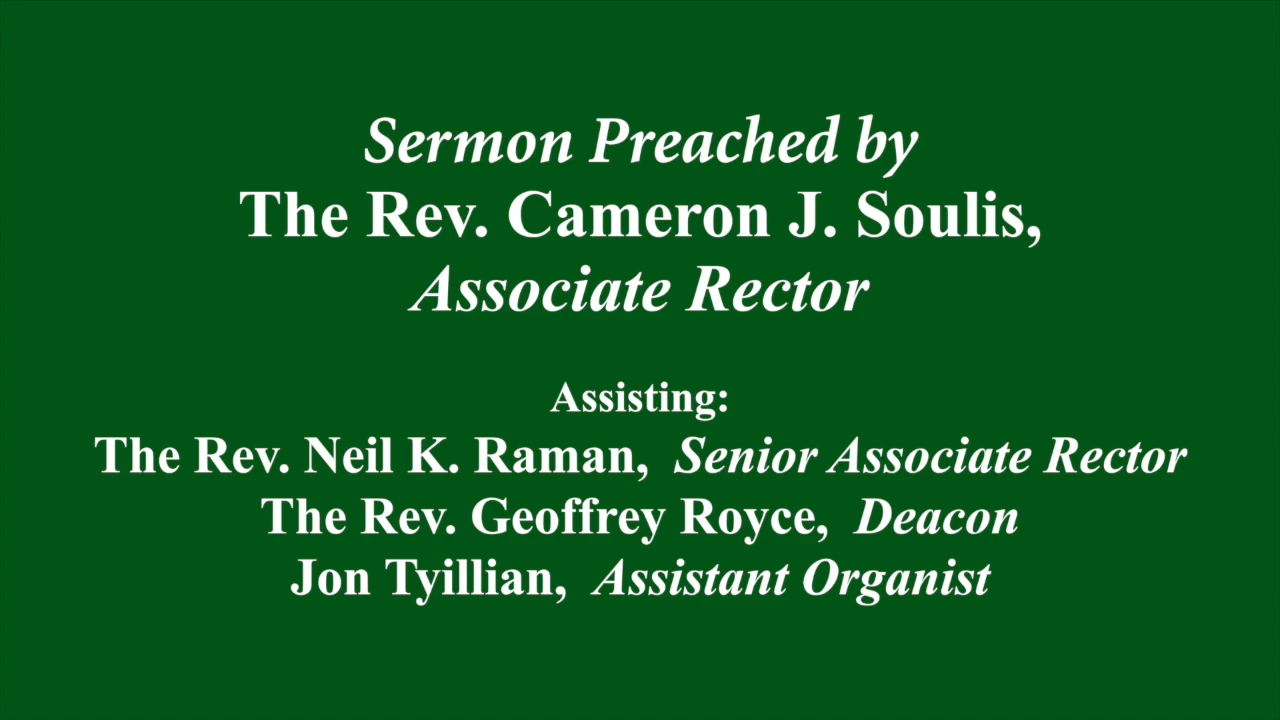 Sermon Preached by
The Rev. Cameron J. Soulis,
Associate Rector
Assisting:
The Rev. Neil K. Raman, Senior Associate Rector
The Rev. Geoffrey Royce, Deacon
Jon Tyillian, Assistant Organist